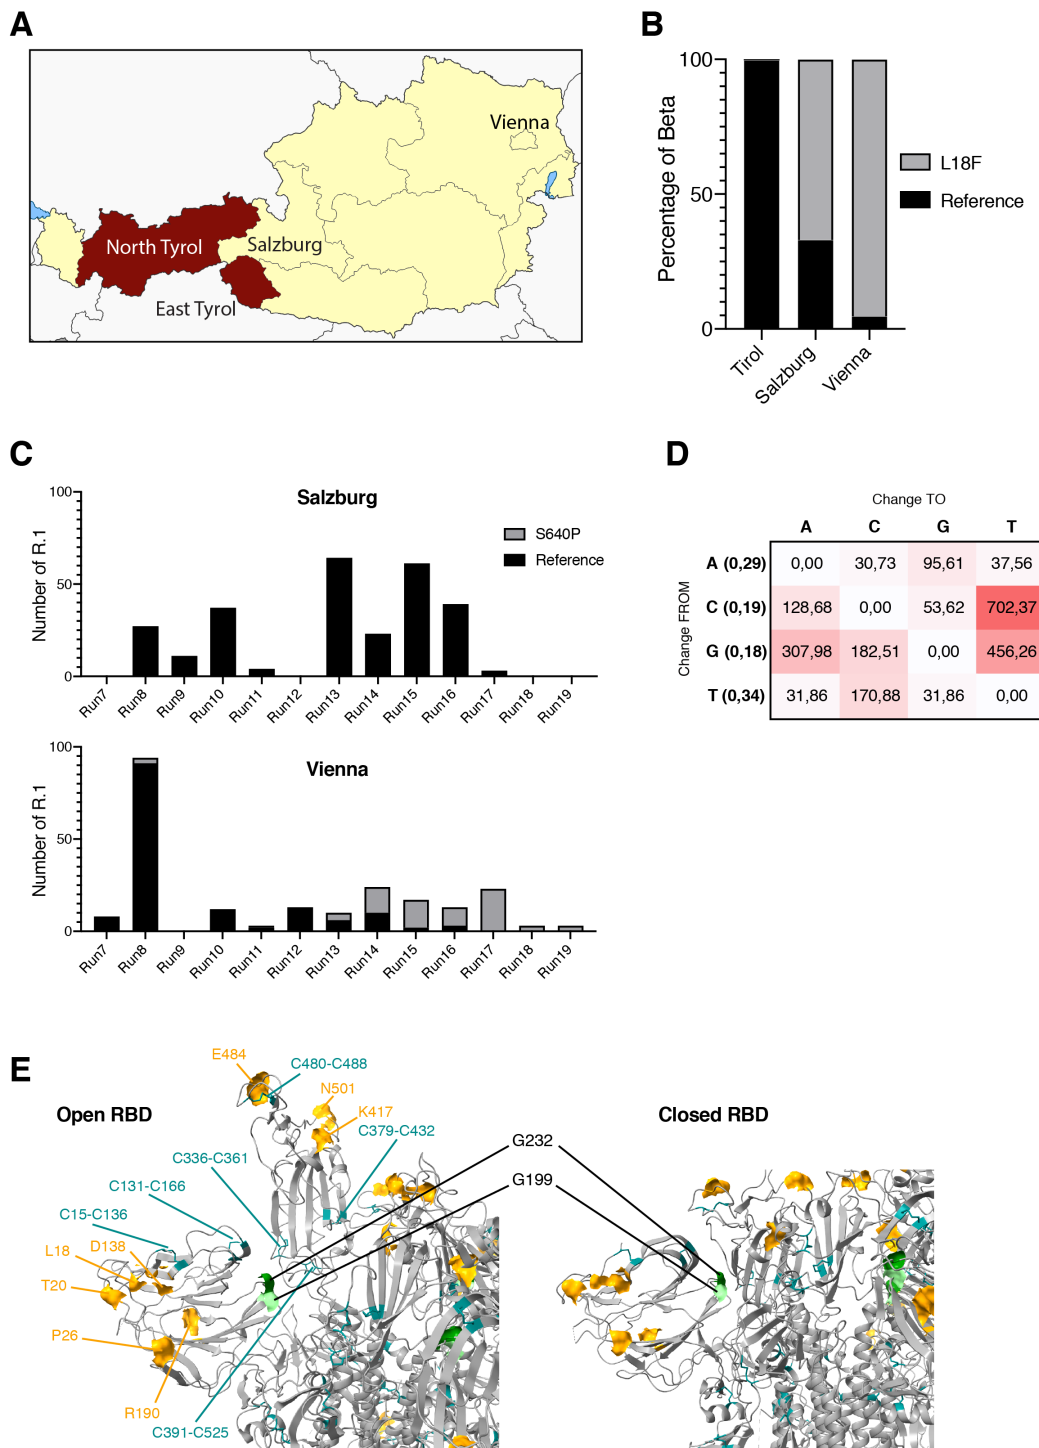 A
Vienna
North Tyrol
Salzburg
East Tyrol
B
Percentage of Beta
100
50
0
Tirol
Salzburg
Vienna
L18F
Reference
C
Salzburg
Number of R.1
100
50
0
S640P
Reference
Run7
Run8
Run9
Run10
Run11
Run12
Run13
Run14
Run15
Run16
Run17
Run18
Run19
Vienna
Number of R.1
100
50
0
Run7
Run8
Run9
Run10
Run11
Run12
Run13
Run14
Run15
Run16
Run17
Run18
Run19
D
Change TO
A C G T
Change FROM
A (0,29) 0,00 30,73 95,61 37,56
C (0,19) 128,68 0,00 53,62 702,37
G (0,18) 307,98 182,51 0,00 456,26
T (0,34) 31,86 170,88 31,86 0,00
E
Open RBD
E484
C480-C488
N501
K417
C379-C432
C336-C361
C131-C166
C15-C136
L18
D138
T20
P26
R190
C391-C525
G232
G199
Closed RBD